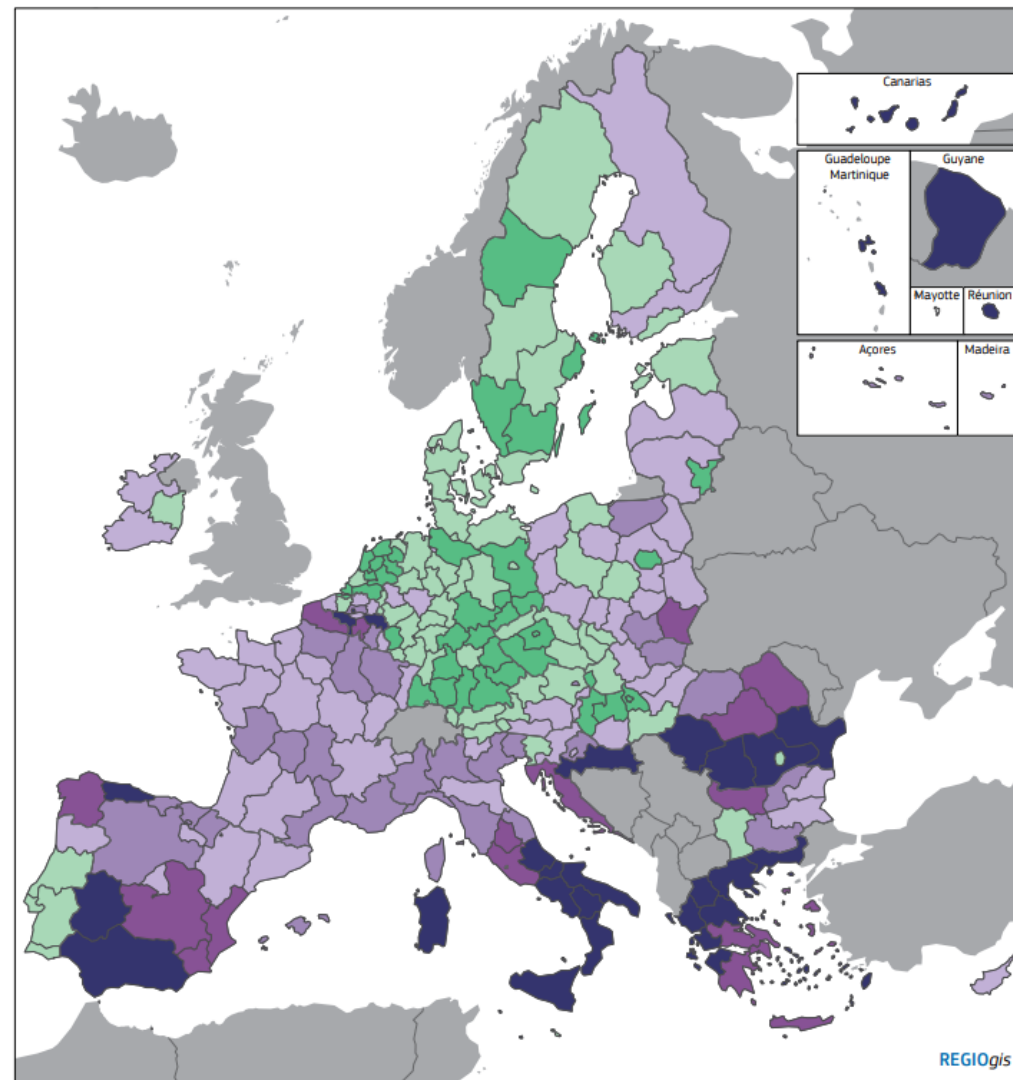 Canarias
Guadeloupe
Martinique
Guyane
Mayotte
Réunion
Açores
Madeira
REGIOgis